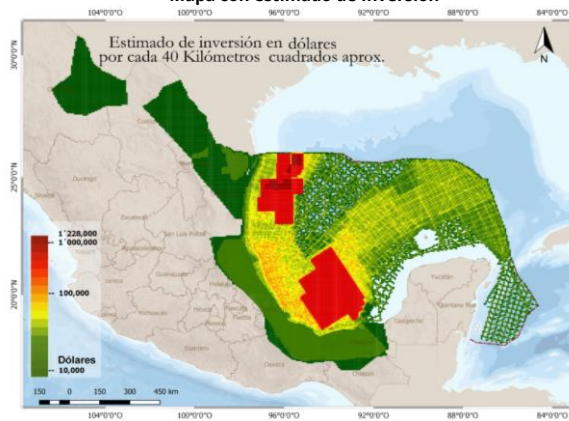 Mapa con estimado de inversión
104°0'0"O
100°0'0"O
96°0'0"O
92°0'0"O
88°0'0"O
84°0'0"O
Estimado de inversión en dólares
por cada 40 Kilómetros cuadrados aprox.
N
30°0'0"N
25°0'0"N
20°0'0"N
Durango
San Luis Potosí
Hidalgo
Guerrero
Oaxaca
Chiapas
Campeche
Yucatán
Quintana Roo
1´228,000
1´000,000
100,000
Dólares
10,000
150 0 150 300 450 km
104°0'0"O
100°0'0"O
96°0'0"O
92°0'0"O
88°0'0"O
84°0'0"O